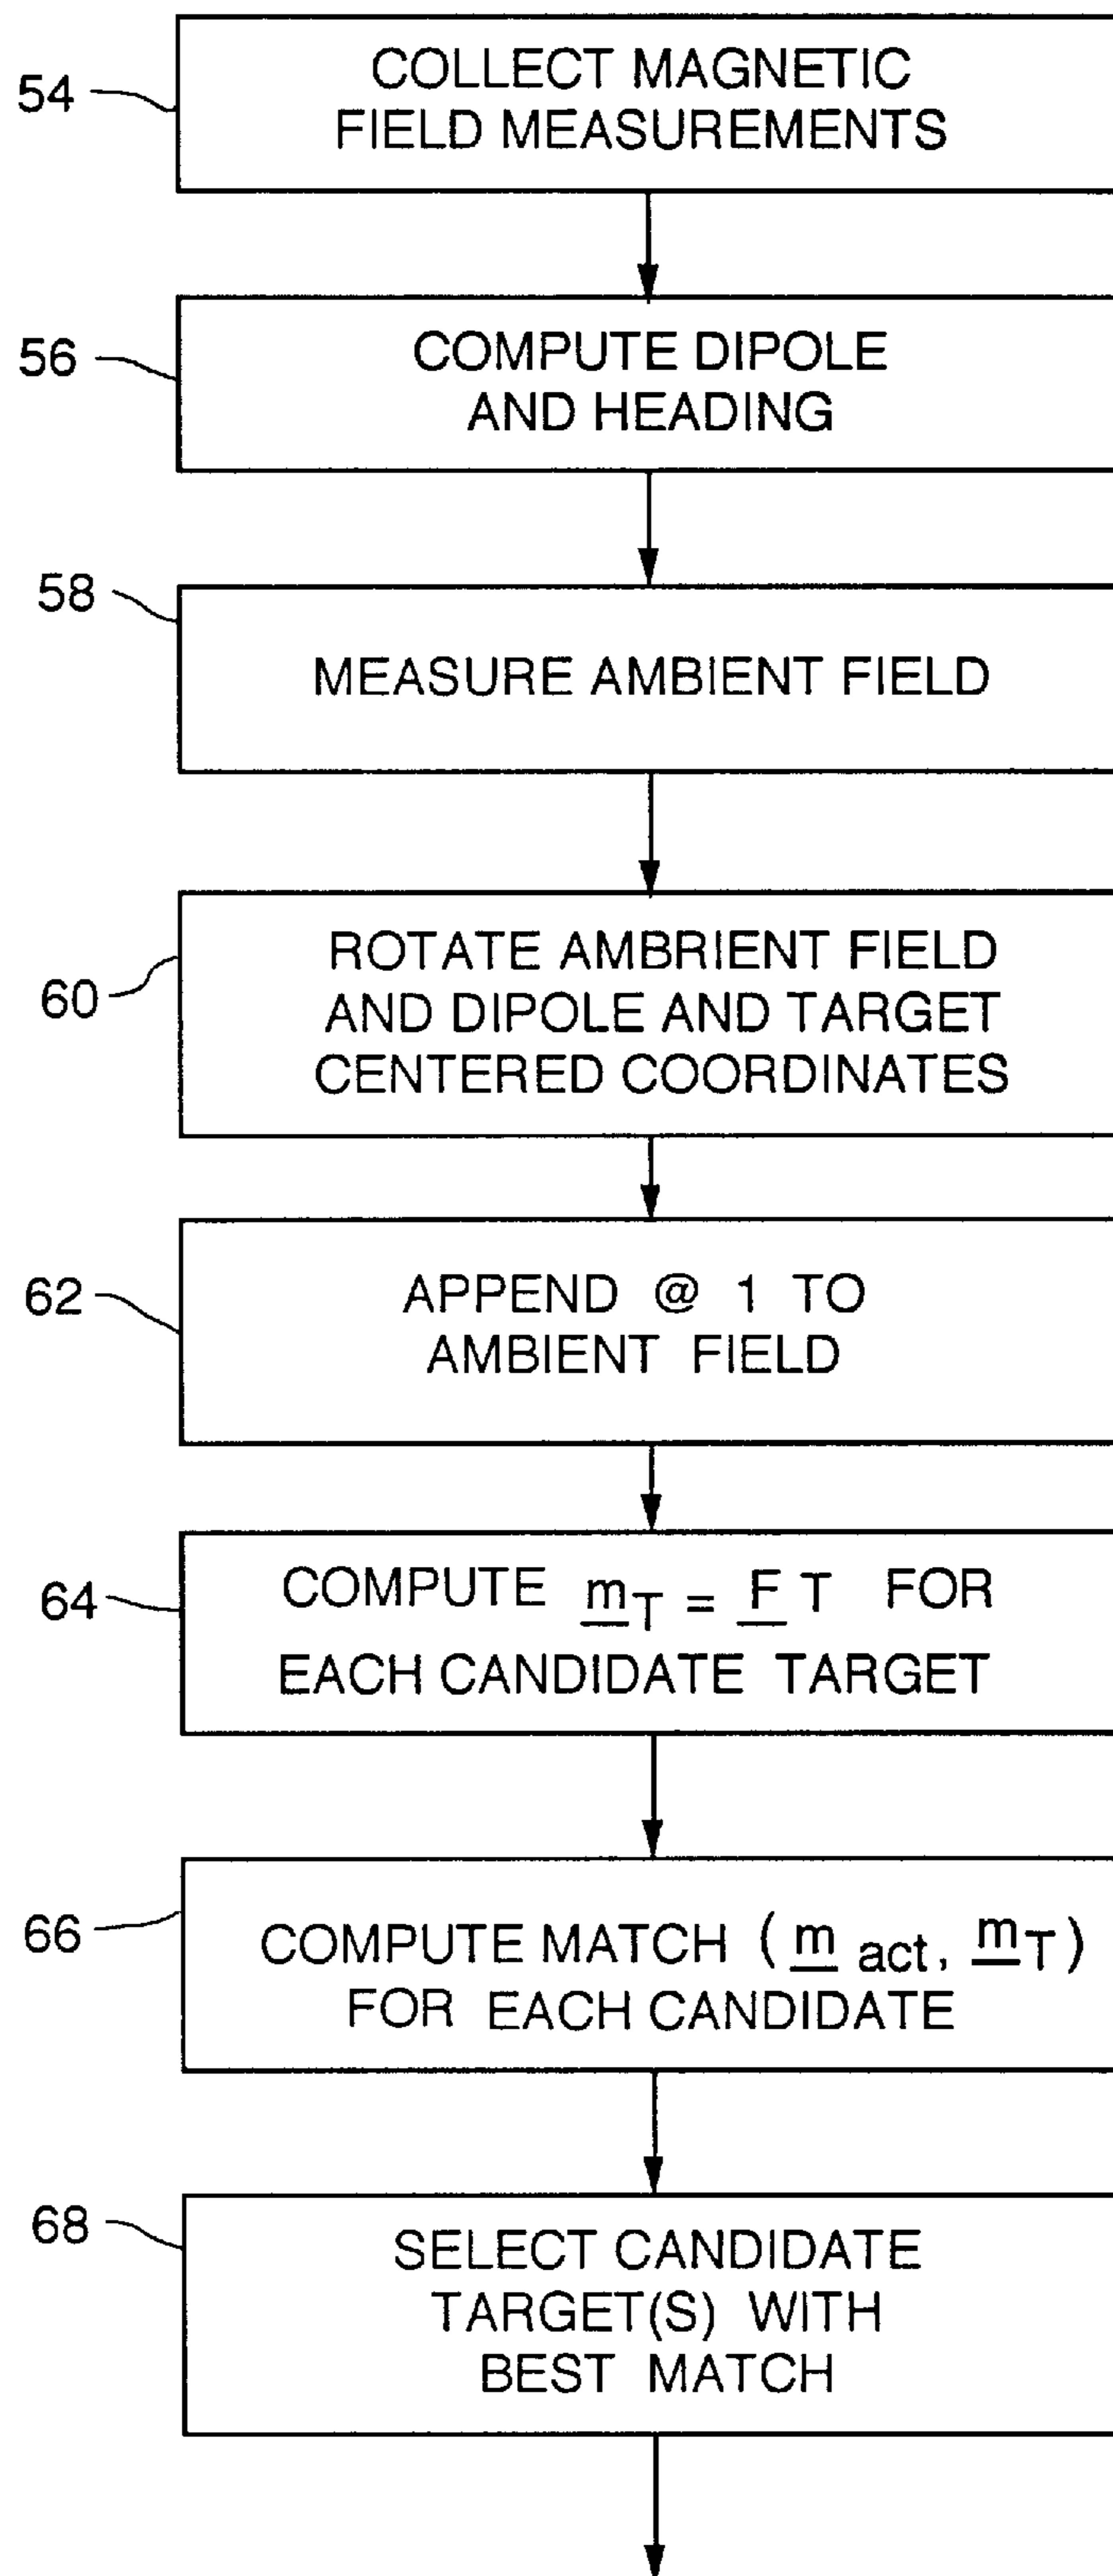 54
COLLECT MAGNETIC
FIELD MEASUREMENTS
56
COMPUTE DIPOLE
AND HEADING
58
MEASURE AMBIENT FIELD
60
ROTATE AMBRIENT FIELD
AND DIPOLE AND TARGET
CENTERED COORDINATES
62
APPEND @ 1 TO
AMBIENT FIELD
64
COMPUTE m T = F T FOR
EACH CANDIDATE TARGET
66
COMPUTE MATCH ( m act, m T )
FOR EACH CANDIDATE
68
SELECT CANDIDATE
TARGET(S) WITH
BEST MATCH